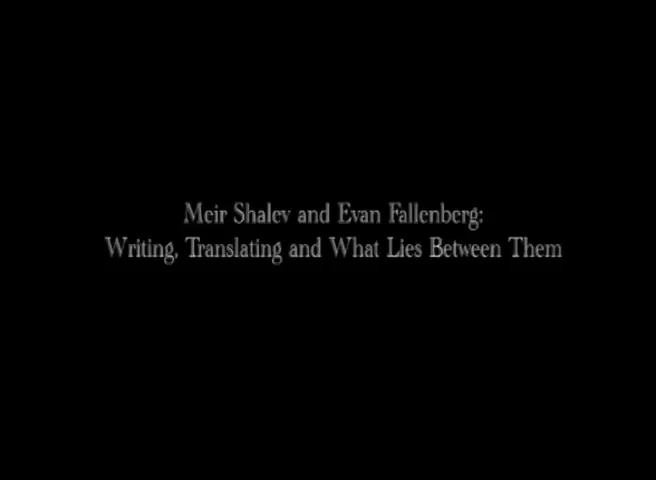 Meir Shalev and Evan Fallenberg:
Writing, Translating and What Lies Between Them